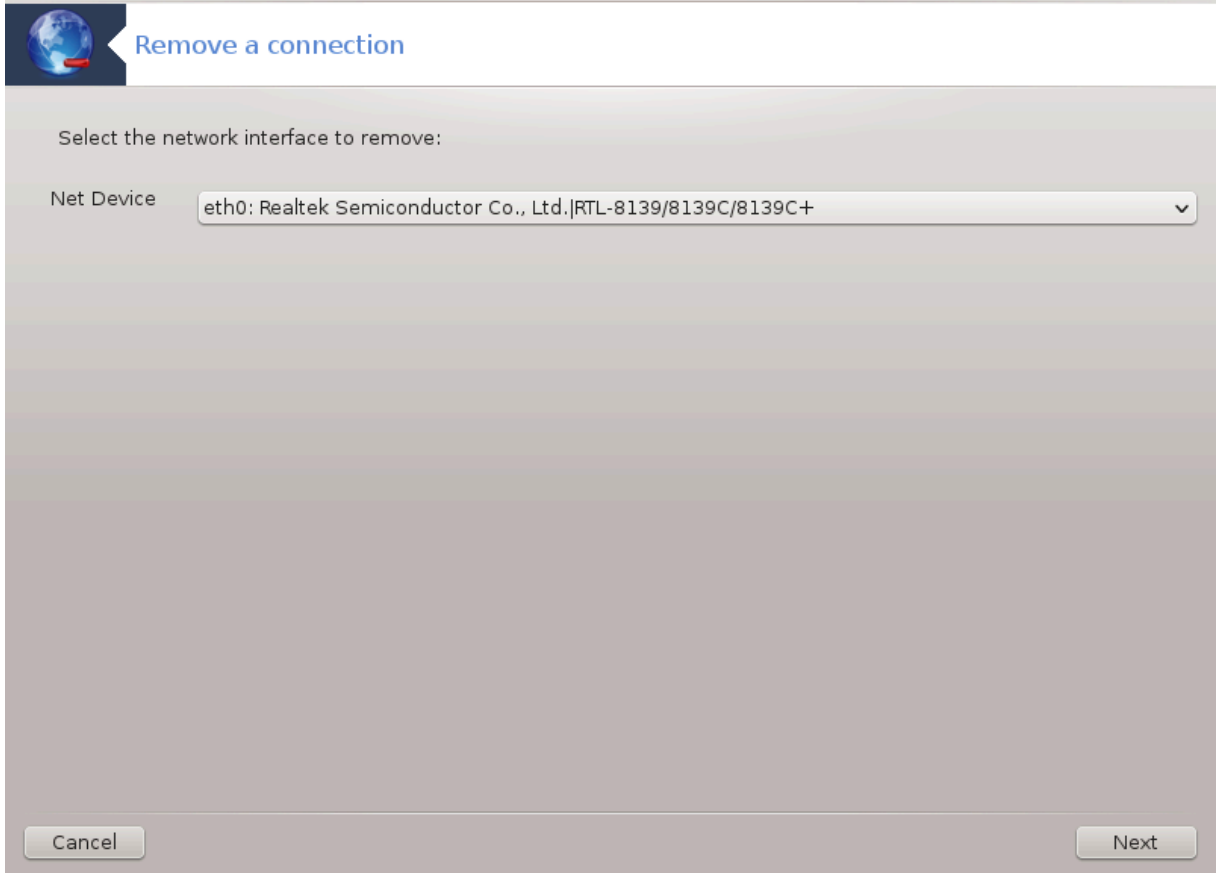 Remove a connection
Select the network interface to remove:
Net Device
eth0: Realtek Semiconductor Co., Ltd.|RTL-8139/8139C/8139C+
Cancel
Next